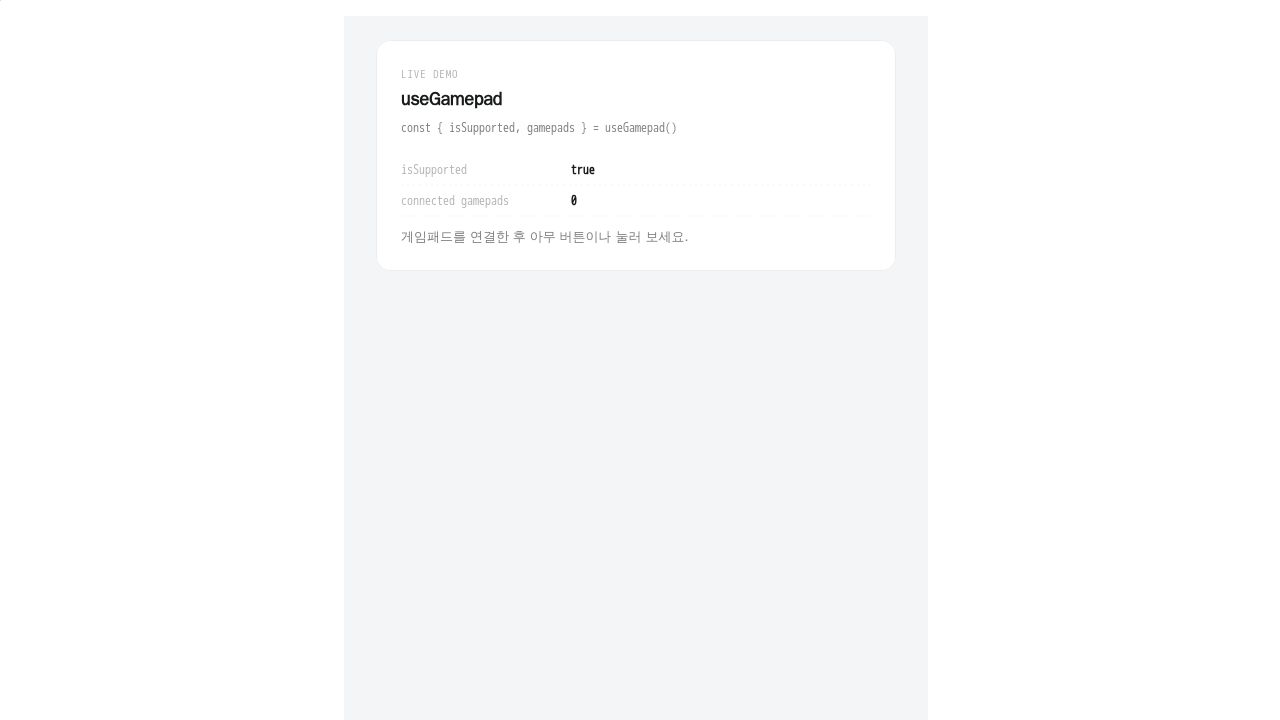 LIVE DEMO
useGamepad
const { isSupported, gamepads } = useGamepad()
isSupported true
connected gamepads 0
게임패드를 연결한 후 아무 버튼이나 눌러 보세요.